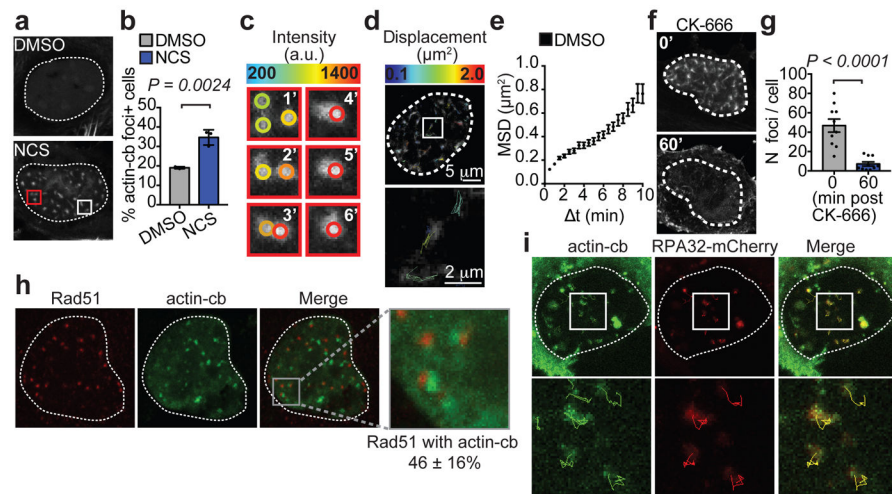 a
DMSO
NCS
b
DMSO
NCS
P = 0.0024
% actin-cb foci+ cells
50
40
30
20
10
0
DMSO
NCS
c
Intensity
(a.u.)
200 1400
1’ 4’
2’ 5’
3’ 6’
d
Displacement
(μm²)
0.1 2.0
5 μm
2 μm
e
DMSO
MSD (μm²)
1.0
0.8
0.6
0.4
0.2
0.0
0 2 4 6 8 10
Δt (min)
f
CK-666
0’
60’
g
P < 0.0001
N foci / cell
100
80
60
40
20
0
0 60
(min post
CK-666)
h
Rad51 actin-cb Merge
Rad51 with actin-cb
46 ± 16%
i
actin-cb RPA32-mCherry Merge